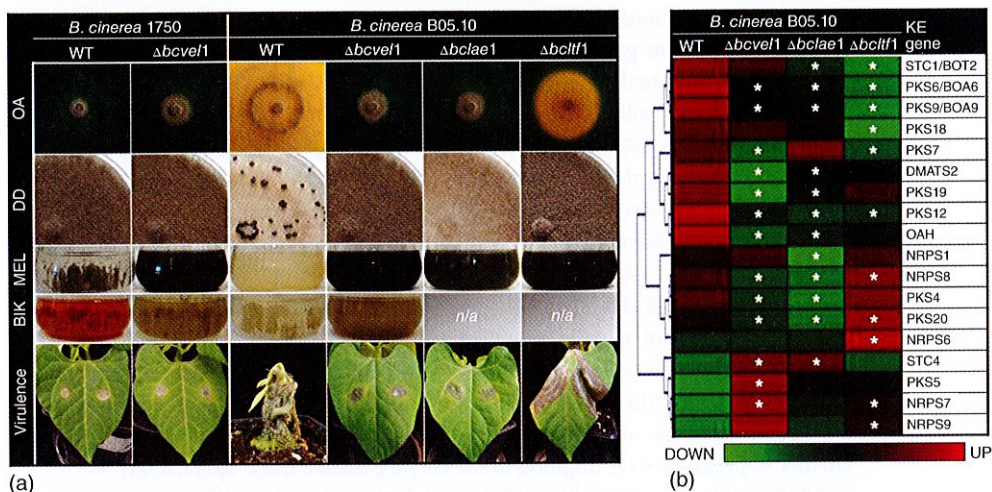 B. cinerea 1750 B. cinerea B05.10
WT Δbcvel1 WT Δbcvel1 Δbclae1 Δbcltf1
OA
DD
MEL
BIK
n/a n/a
Virulence
(a)
B. cinerea B05.10 KE
WT Δbcvel1 Δbclae1 Δbcltf1 gene
* * STC1/BOT2
* * * PKS6/BOA6
* * * PKS9/BOA9
* PKS18
* * PKS7
* * DMATS2
* * PKS19
* * * PKS12
* * OAH
* NRPS1
* * * NRPS8
* * PKS4
* * * PKS20
* NRPS6
* * STC4
* PKS5
* * NRPS7
* NRPS9
DOWN UP
(b)